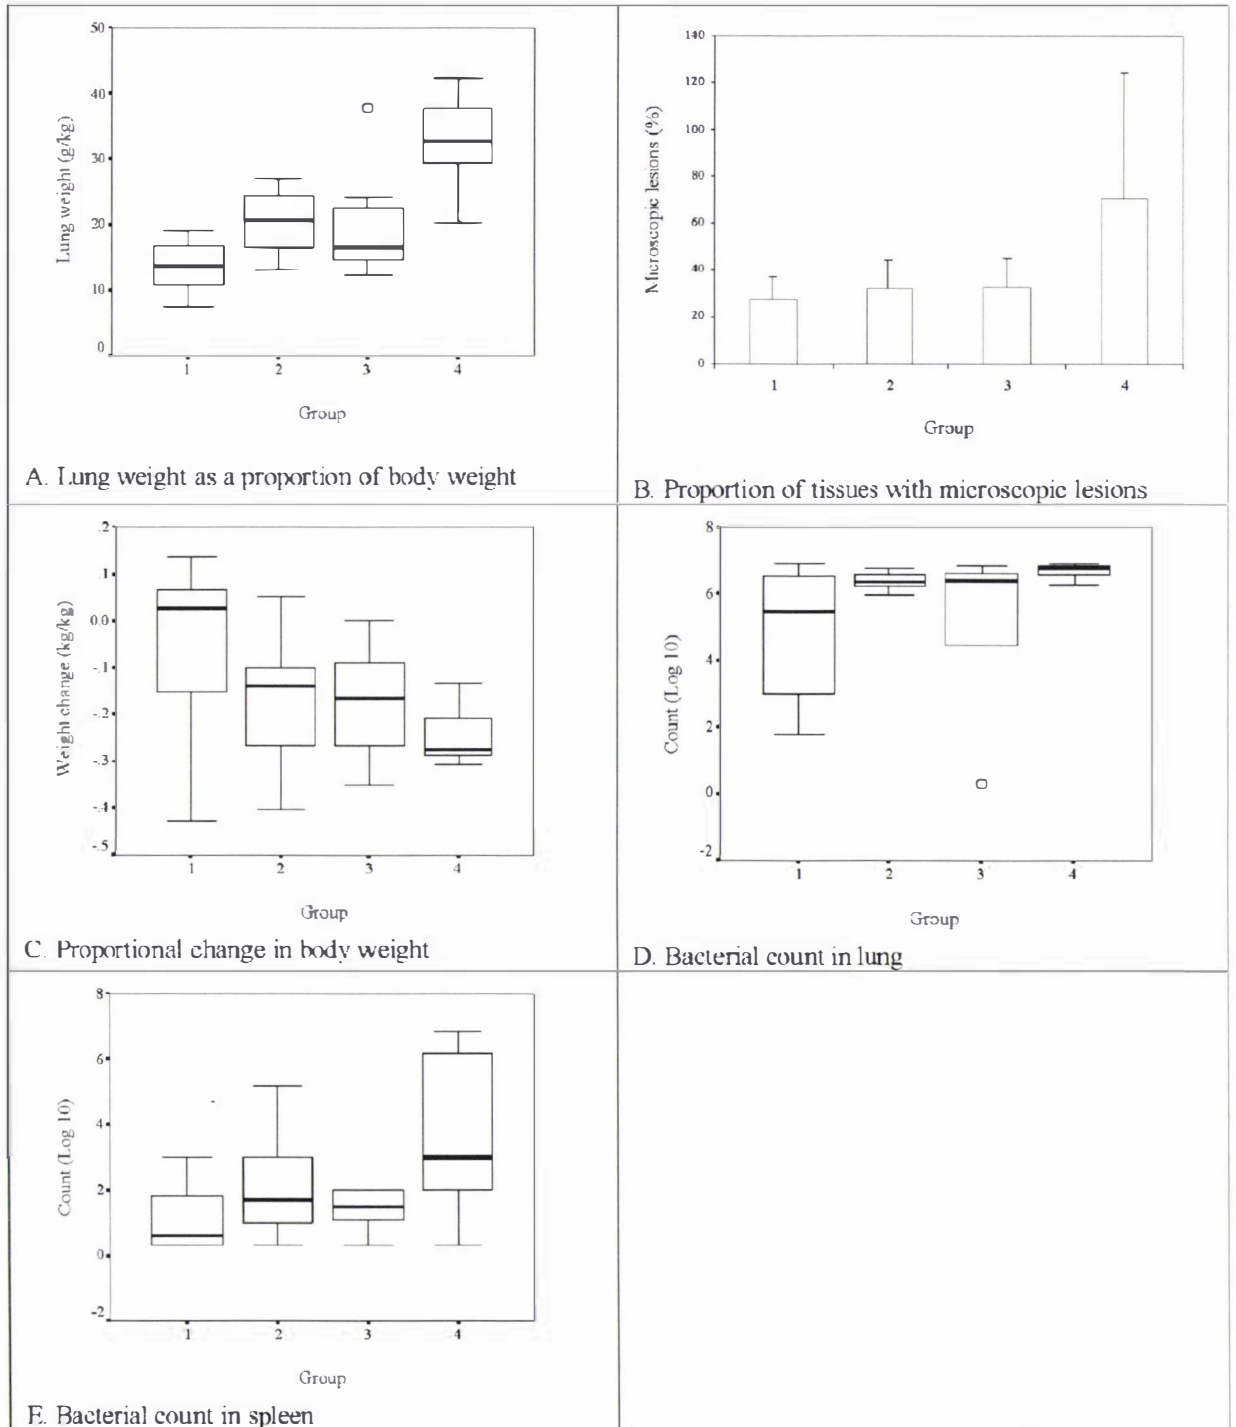 50
40
30
20
10
0
Lung weight (g/kg)
1 2 3 4
Group
A. Lung weight as a proportion of body weight
140
120
100
80
60
40
20
0
Microscopic lesions (%)
1 2 3 4
Group
B. Proportion of tissues with microscopic lesions
.2
.1
0.0
-.1
-.2
-.3
-.4
-.5
Weight change (kg/kg)
1 2 3 4
Group
C. Proportional change in body weight
8
6
4
2
0
-2
Count (Log 10)
1 2 3 4
Group
D. Bacterial count in lung
8
6
4
2
0
-2
Count (Log 10)
1 2 3 4
Group
E. Bacterial count in spleen